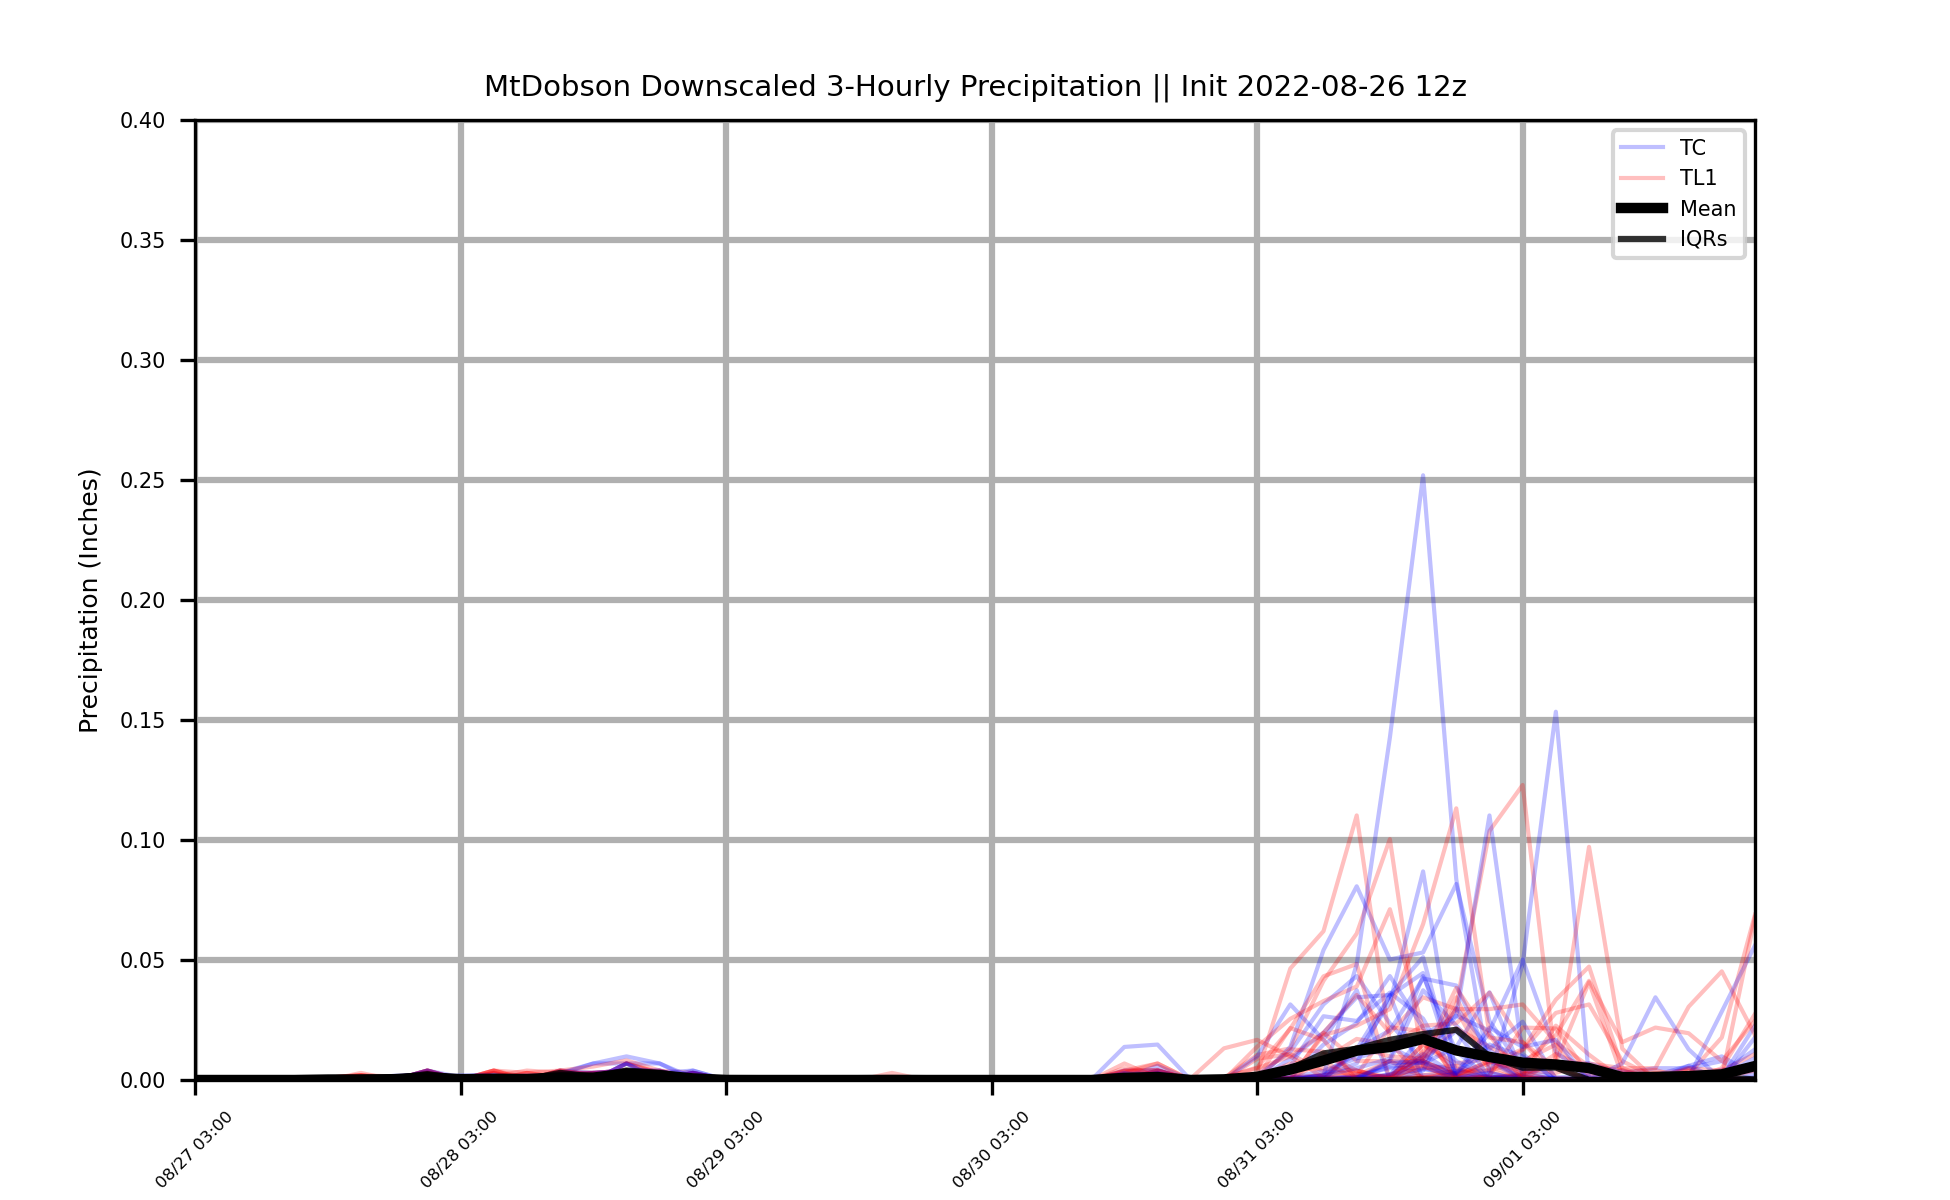 MtDobson Downscaled 3-Hourly Precipitation || Init 2022-08-26 12z
Precipitation (Inches)
0.40
0.35
0.30
0.25
0.20
0.15
0.10
0.05
0.00
TC
TL1
Mean
IQRs
08/27 03:00
08/28 03:00
08/29 03:00
08/30 03:00
08/31 03:00
09/01 03:00